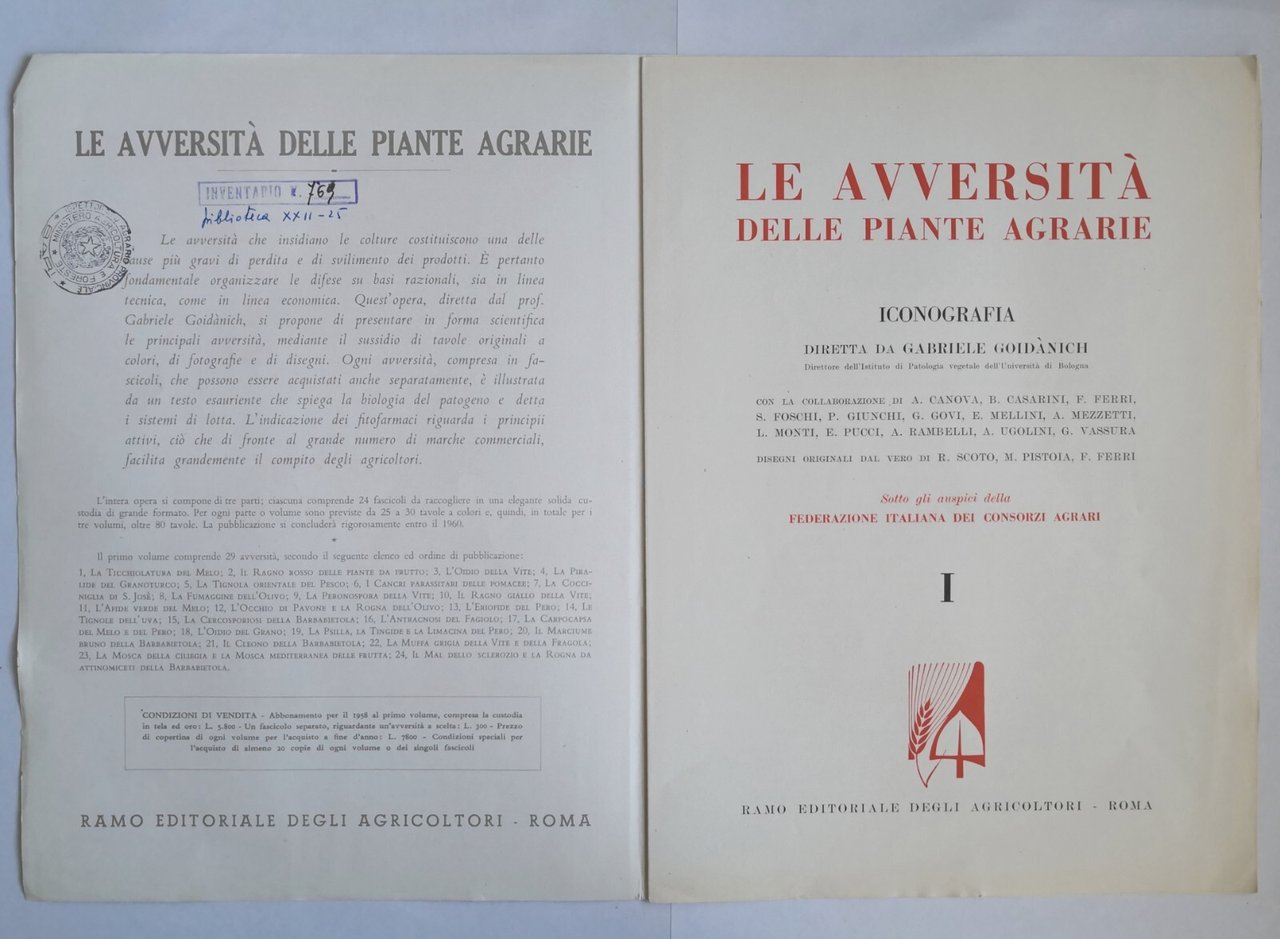 LE AVVERSITÀ DELLE PIANTE AGRARIE
INVENTARIO N. 769
biblioteca XXII-25
ISPETTORATO AGRARIO PROVINCIALE
MINISTERO AGRICOLTURA E FORESTE
Le avversità che insidiano le colture costituiscono una delle
cause più gravi di perdita e di svilimento dei prodotti. È pertanto
fondamentale organizzare le difese su basi razionali, sia in linea
tecnica, come in linea economica. Quest'opera, diretta dal prof.
Gabriele Goidànich, si propone di presentare in forma scientifica
le principali avversità, mediante il sussidio di tavole originali a
colori, di fotografie e di disegni. Ogni avversità, compresa in fa-
scicoli, che possono essere acquistati anche separatamente, è illustrata
da un testo esauriente che spiega la biologia del patogeno e detta
i sistemi di lotta. L'indicazione dei fitofarmaci riguarda i principii
attivi, ciò che di fronte al grande numero di marche commerciali,
facilita grandemente il compito degli agricoltori.
L'intera opera si compone di tre parti; ciascuna comprende 24 fascicoli da raccogliere in una elegante solida cu-
stodia di grande formato. Per ogni parte o volume sono previste da 25 a 30 tavole a colori e, quindi, in totale per i
tre volumi, oltre 80 tavole. La pubblicazione si concluderà rigorosamente entro il 1960.
*
Il primo volume comprende 29 avversità, secondo il seguente elenco ed ordine di pubblicazione:
1, La Ticchiolatura del Melo; 2, Il Ragno rosso delle piante da frutto; 3, L'Oidio della Vite; 4, La Pira-
lide del Granoturco; 5, La Tignola orientale del Pesco; 6, I Cancri parassitari delle pomacee; 7, La Cocci-
niglia di S. Josè; 8, La Fumaggine dell'Olivo; 9, La Peronospora della Vite; 10, Il Ragno giallo della Vite;
11, L'Afide verde del Melo; 12, L'Occhio di Pavone e la Rogna dell'Olivo; 13, L'Eriofide del Pero; 14, Le
Tignole dell'uva; 15, La Cercosporiosi della Barbabietola; 16, L'Antracnosi del Fagiolo; 17, La Carpocapsa
del Melo e del Pero; 18, L'Oidio del Grano; 19, La Psilla, la Tingide e la Limacina del Pero; 20, Il Marciume
bruno della Barbabietola; 21, Il Cleono della Barbabietola; 22, La Muffa grigia della Vite e della Fragola;
23, La Mosca della ciliegia e la Mosca mediterranea delle frutta; 24, Il Mal dello sclerozio e la Rogna da
attinomiceti della Barbabietola.
CONDIZIONI DI VENDITA - Abbonamento per il 1958 al primo volume, compresa la custodia
in tela ed oro: L. 5.800 - Un fascicolo separato, riguardante un'avversità a scelta: L. 300 - Prezzo
di copertina di ogni volume per l'acquisto a fine d'anno: L. 7800 - Condizioni speciali per
l'acquisto di almeno 20 copie di ogni volume o dei singoli fascicoli
RAMO EDITORIALE DEGLI AGRICOLTORI - ROMA
LE AVVERSITÀ
DELLE PIANTE AGRARIE
ICONOGRAFIA
DIRETTA DA GABRIELE GOIDÀNICH
Direttore dell'Istituto di Patologia vegetale dell'Università di Bologna
CON LA COLLABORAZIONE DI A. CANOVA, B. CASARINI, F. FERRI,
S. FOSCHI, P. GIUNCHI, G. GOVI, E. MELLINI, A. MEZZETTI,
L. MONTI, E. PUCCI, A. RAMBELLI, A. UGOLINI, G. VASSURA
DISEGNI ORIGINALI DAL VERO DI R. SCOTO, M. PISTOIA, F. FERRI
Sotto gli auspici della
FEDERAZIONE ITALIANA DEI CONSORZI AGRARI
I
RAMO EDITORIALE DEGLI AGRICOLTORI - ROMA